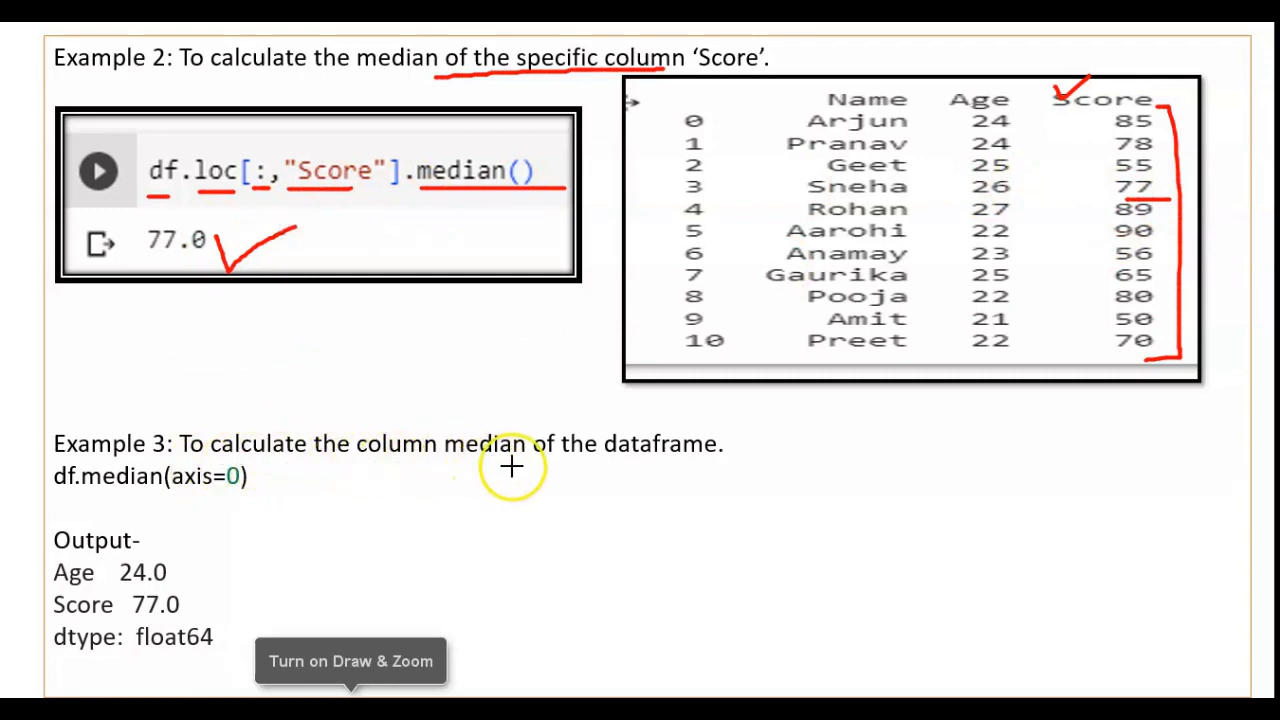 Example 2: To calculate the median of the specific column ‘Score’.
df.loc[:,"Score"].median()
77.0
Name Age Score
0 Arjun 24 85
1 Pranav 24 78
2 Geet 25 55
3 Sneha 26 77
4 Rohan 27 89
5 Aarohi 22 90
6 Anamay 23 56
7 Gaurika 25 65
8 Pooja 22 80
9 Amit 21 50
10 Preet 22 70
Example 3: To calculate the column median of the dataframe.
df.median(axis=0)
Output-
Age 24.0
Score 77.0
dtype: float64
Turn on Draw & Zoom